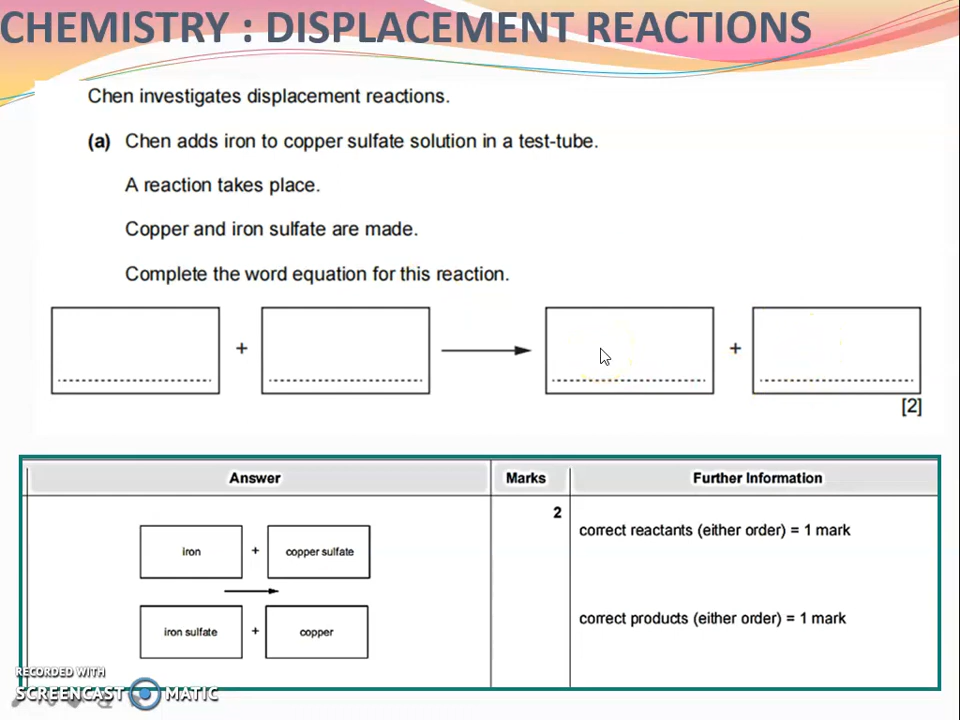 CHEMISTRY : DISPLACEMENT REACTIONS
Chen investigates displacement reactions.
(a) Chen adds iron to copper sulfate solution in a test-tube.
A reaction takes place.
Copper and iron sulfate are made.
Complete the word equation for this reaction.
+ +
[2]
Answer Marks Further Information
2
correct reactants (either order) = 1 mark
iron + copper sulfate
correct products (either order) = 1 mark
iron sulfate + copper
RECORDED WITH
SCREENCAST MATIC